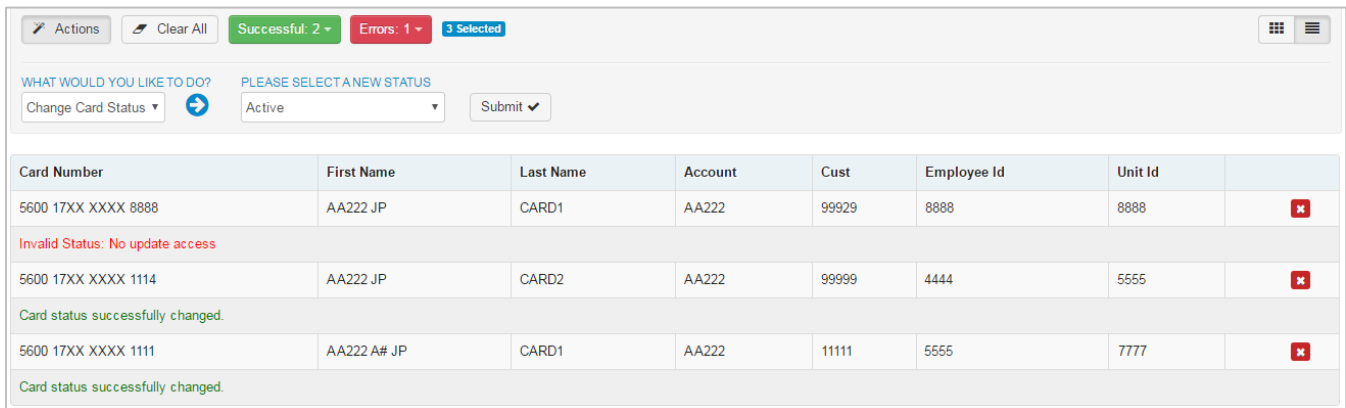 Actions Clear All Successful: 2 Errors: 1 3 Selected
WHAT WOULD YOU LIKE TO DO? PLEASE SELECT A NEW STATUS
Change Card Status Active Submit
Card Number First Name Last Name Account Cust Employee Id Unit Id
5600 17XX XXXX 8888 AA222 JP CARD1 AA222 99929 8888 8888
Invalid Status: No update access
5600 17XX XXXX 1114 AA222 JP CARD2 AA222 99999 4444 5555
Card status successfully changed.
5600 17XX XXXX 1111 AA222 A# JP CARD1 AA222 11111 5555 7777
Card status successfully changed.